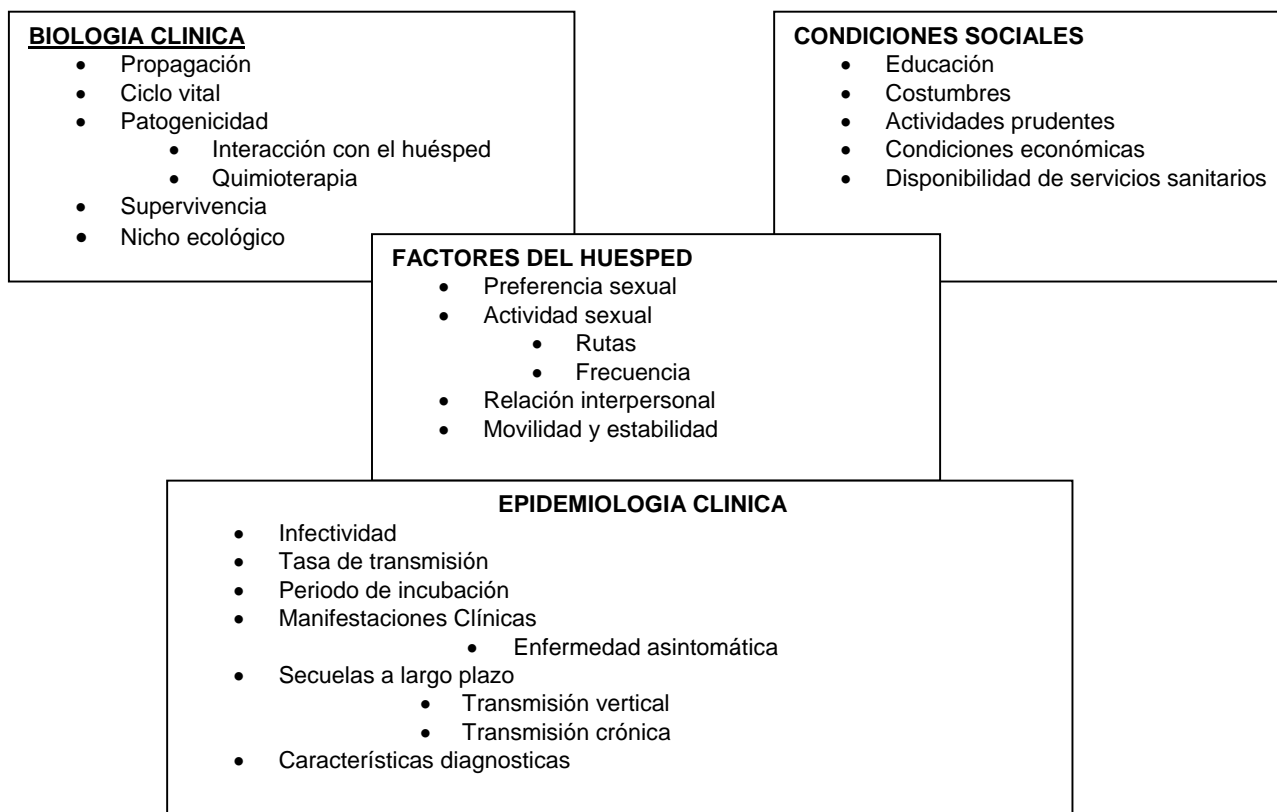 BIOLOGIA CLINICA
• Propagación
• Ciclo vital
• Patogenicidad
• Interacción con el huésped
• Quimioterapia
• Supervivencia
• Nicho ecológico
CONDICIONES SOCIALES
• Educación
• Costumbres
• Actividades prudentes
• Condiciones económicas
• Disponibilidad de servicios sanitarios
FACTORES DEL HUESPED
• Preferencia sexual
• Actividad sexual
• Rutas
• Frecuencia
• Relación interpersonal
• Movilidad y estabilidad
EPIDEMIOLOGIA CLINICA
• Infectividad
• Tasa de transmisión
• Periodo de incubación
• Manifestaciones Clínicas
• Enfermedad asintomática
• Secuelas a largo plazo
• Transmisión vertical
• Transmisión crónica
• Características diagnosticas